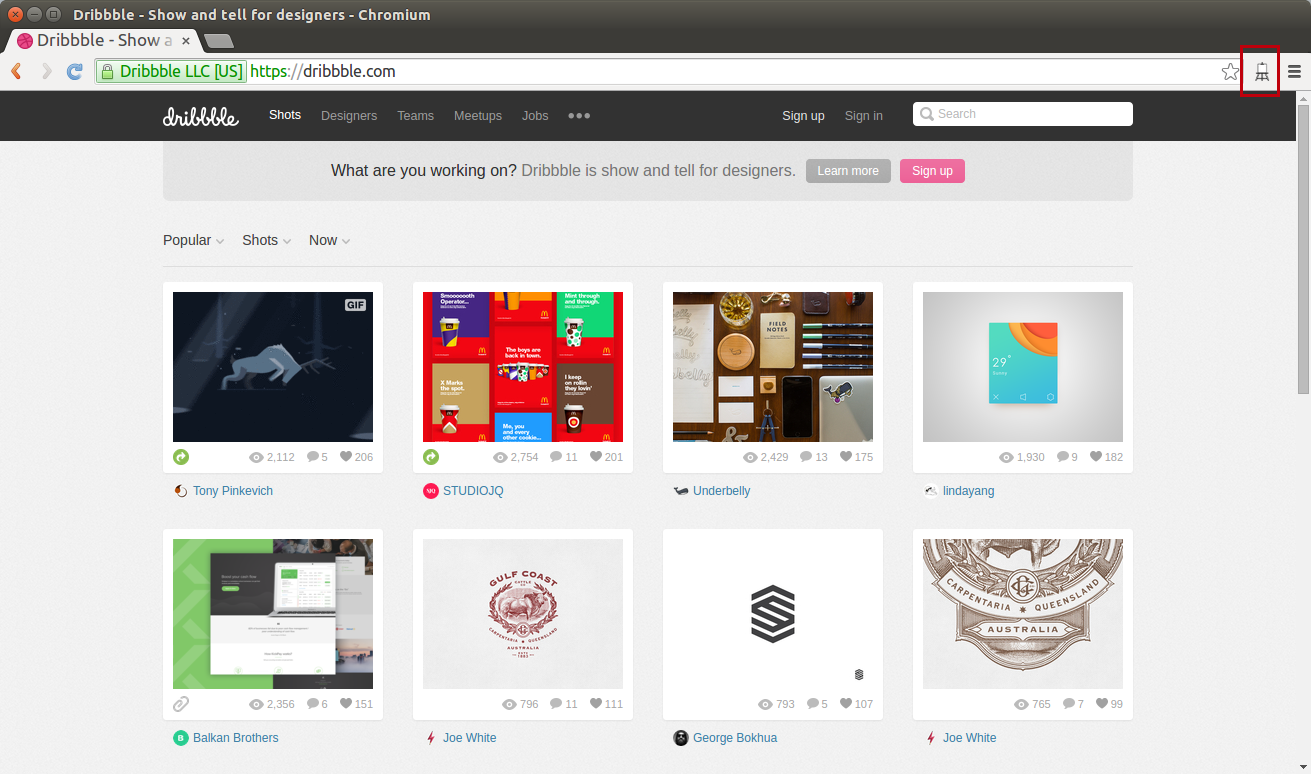 Dribbble - Show and tell for designers - Chromium
Dribbble - Show a
Dribbble LLC [US] https://dribbble.com
dribbble Shots Designers Teams Meetups Jobs Sign up Sign in Search
What are you working on? Dribbble is show and tell for designers. Learn more Sign up
Popular Shots Now
GIF
Smooooooth
Operator...
Mint through
and through.
The boys are
back in town.
X Marks
the spot.
I keep
on rollin
they lovin'
Me, you
and every
other cookie...
FIELD
NOTES
29°
2,112 5 206
2,754 11 201
2,429 13 175
1,930 9 182
Tony Pinkevich
STUDIOJQ
Underbelly
lindayang
GULF COAST
CATTLE
CARPENTARIA QUEENSLAND
AUSTRALIA
CARPENTARIA QUEENSLAND
AUSTRALIA
2,356 6 151
796 11 111
793 5 107
765 7 99
B Balkan Brothers
Joe White
George Bokhua
Joe White